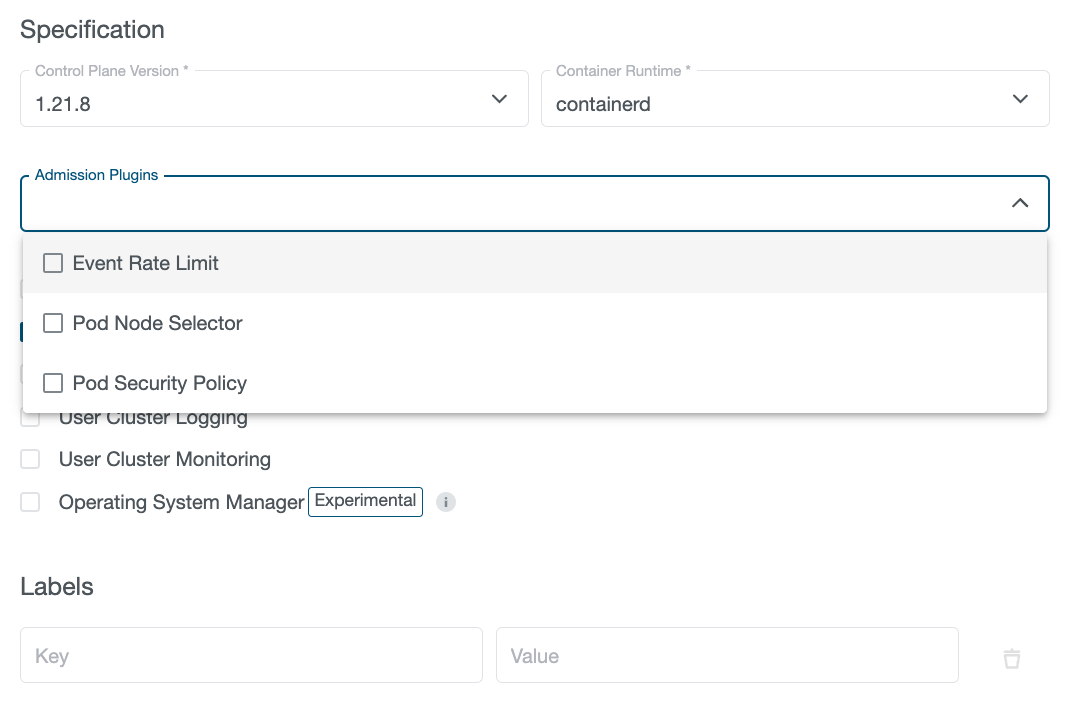 Specification
Control Plane Version *
1.21.8
Container Runtime *
containerd
Admission Plugins
Event Rate Limit
Pod Node Selector
Pod Security Policy
User Cluster Logging
User Cluster Monitoring
Operating System Manager Experimental i
Labels
Key
Value